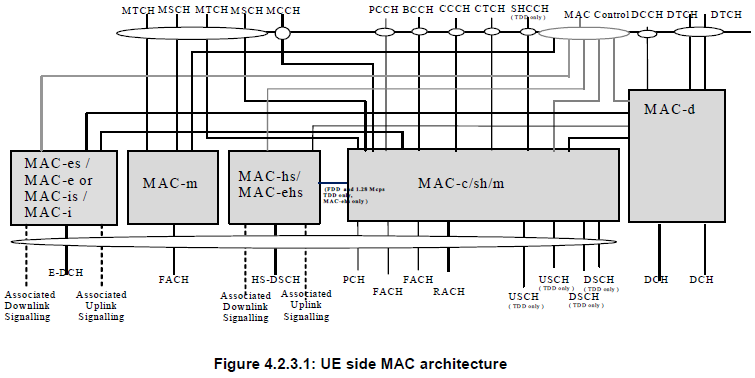 MTCH MSCH MTCH MSCH MCCH PCCH BCCH CCCH CTCH SHCCH MAC Control DCCH DTCH DTCH
( TDD only )
MAC-d
MAC-es /
MAC-e or
MAC-is /
MAC-i
MAC-m
MAC-hs/
MAC-ehs
(FDD and 1.28 Mcps
TDD only,
MAC-ehs only )
MAC-c/sh/m
E-DCH
FACH
HS-DSCH
PCH
FACH
FACH
RACH
USCH
( TDD only )
USCH
( TDD only )
DSCH
( TDD only )
DSCH
( TDD only )
DCH
DCH
Associated
Downlink
Signalling
Associated
Uplink
Signalling
Associated
Downlink
Signalling
Associated
Uplink
Signalling
Figure 4.2.3.1: UE side MAC architecture